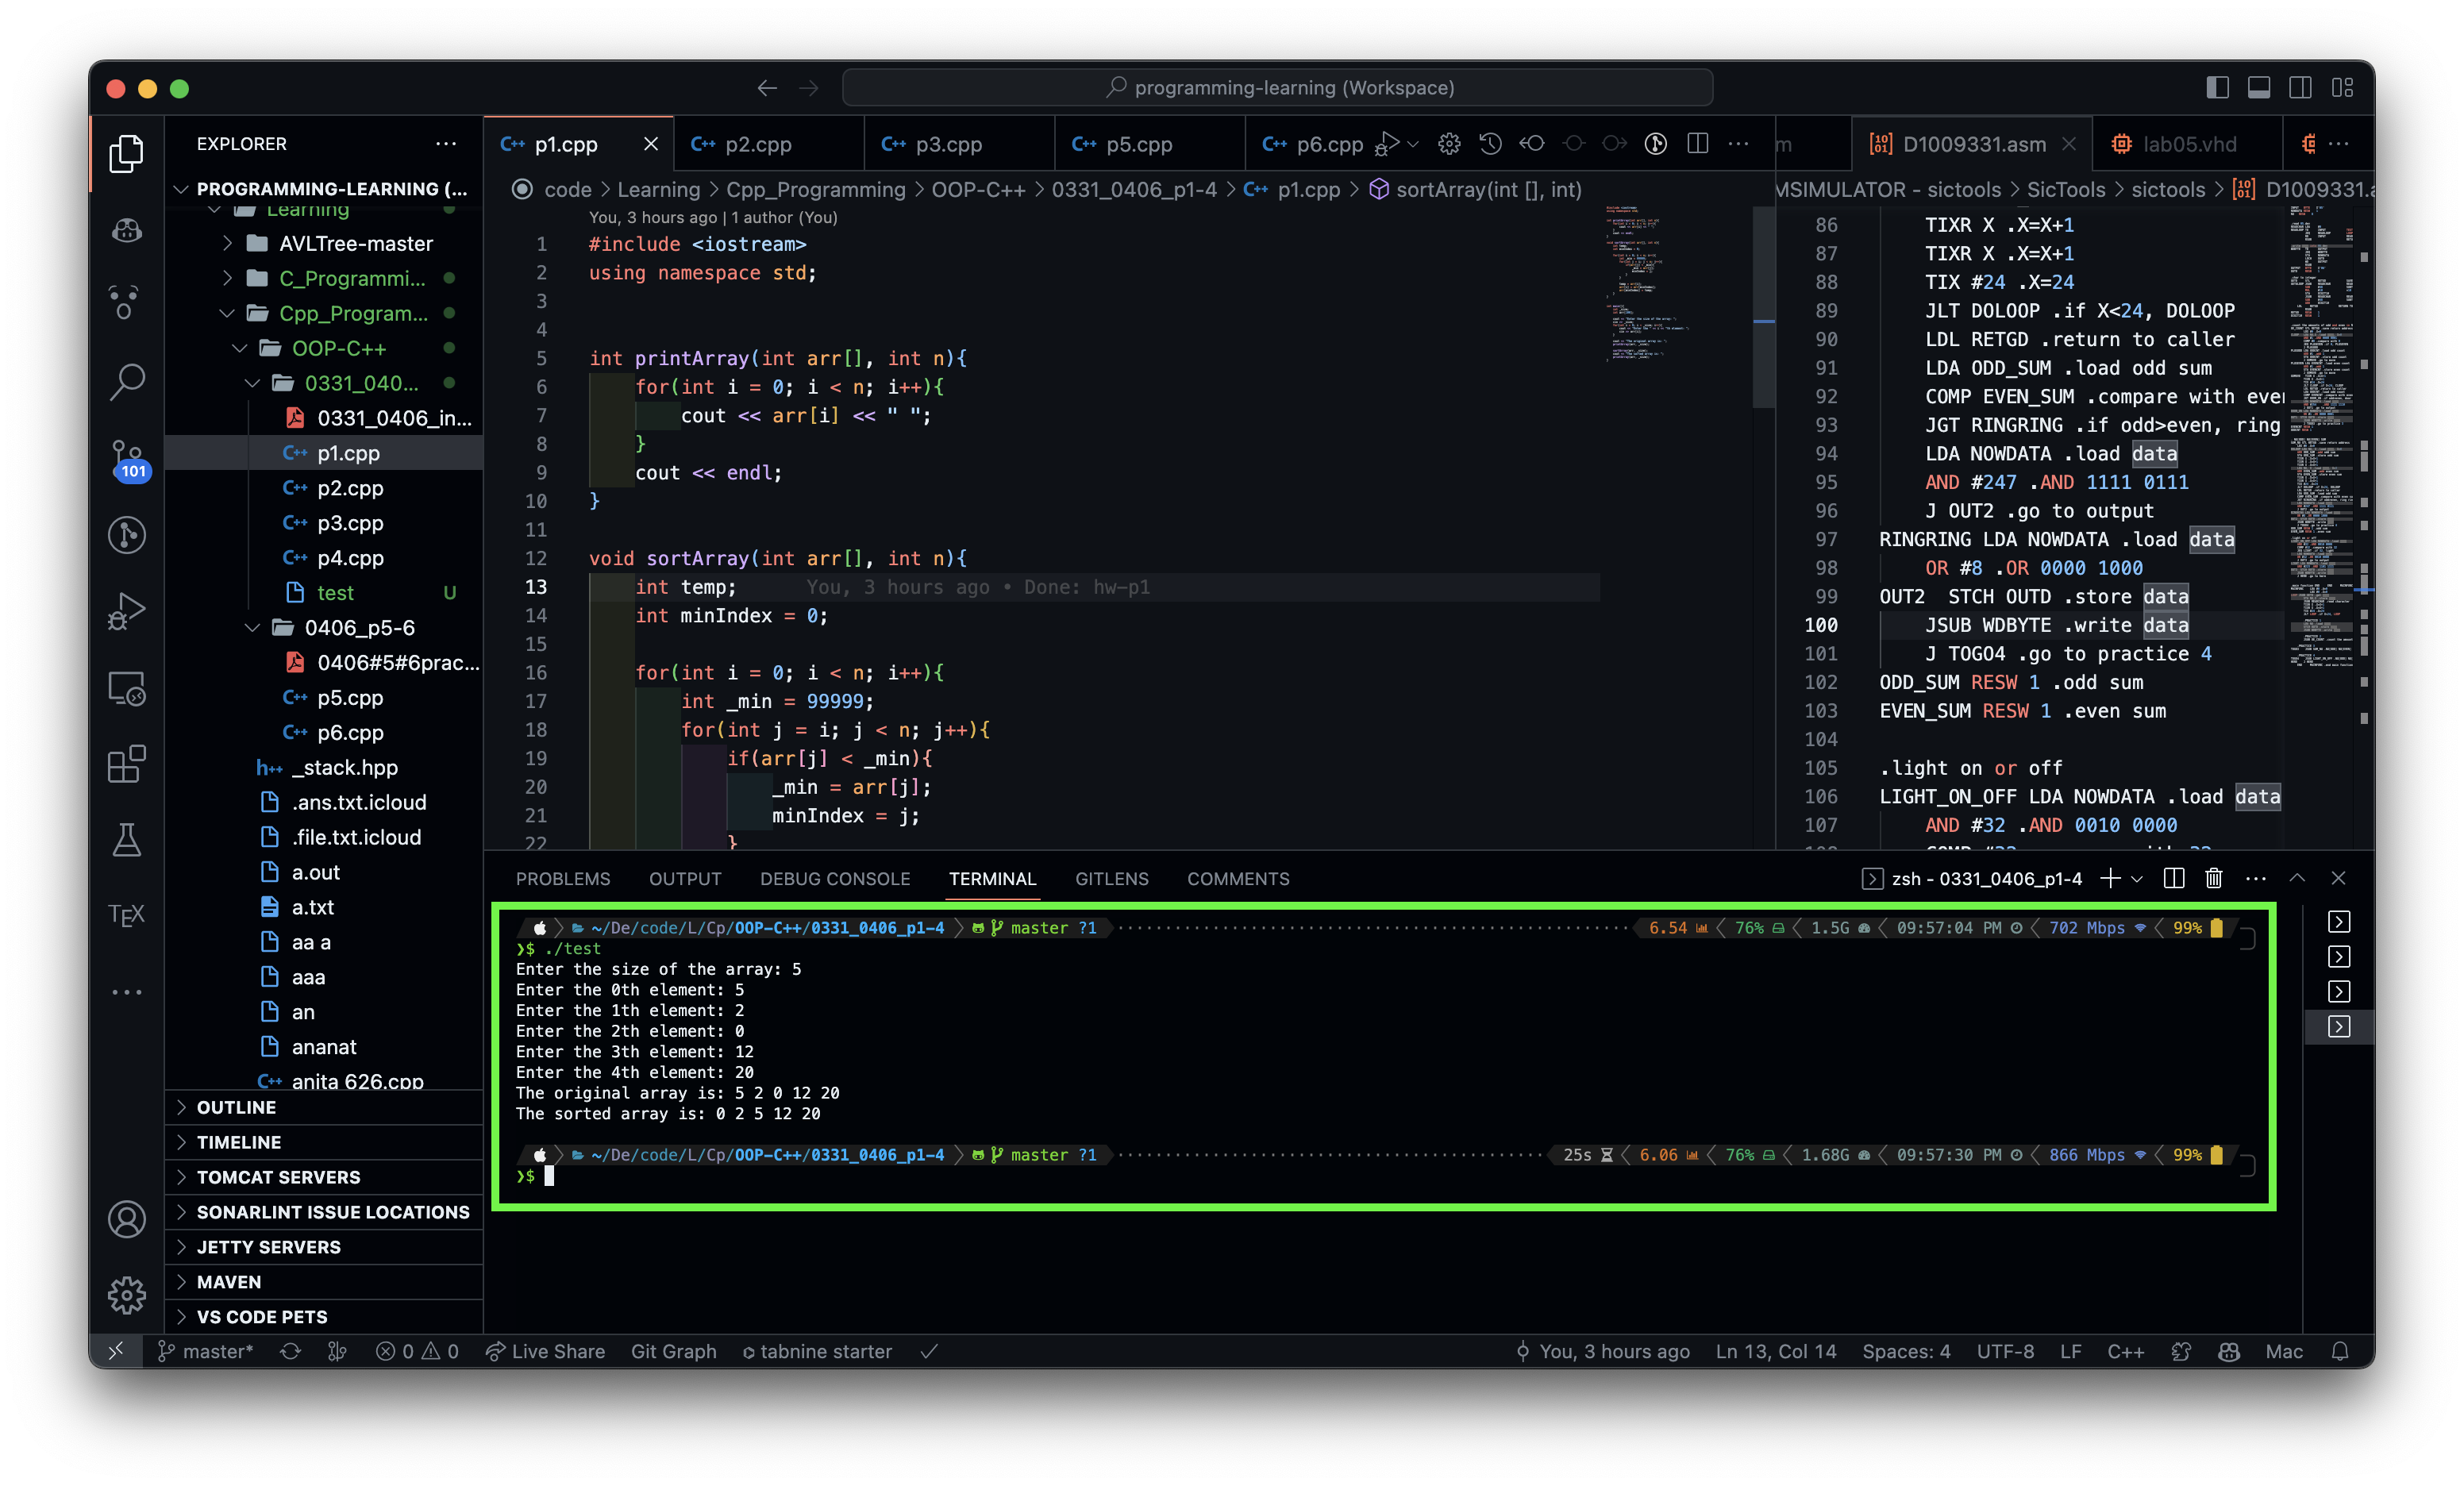 programming-learning (Workspace)
EXPLORER
PROGRAMMING-LEARNING (...
Learning
AVLTree-master
C_Programmi...
Cpp_Program...
OOP-C++
0331_040...
0331_0406_in...
p1.cpp
p2.cpp
p3.cpp
p4.cpp
test U
0406_p5-6
0406#5#6prac...
p5.cpp
p6.cpp
_stack.hpp
.ans.txt.icloud
.file.txt.icloud
a.out
a.txt
aa a
aaa
an
ananat
anita 626.cpp
OUTLINE
TIMELINE
TOMCAT SERVERS
SONARLINT ISSUE LOCATIONS
JETTY SERVERS
MAVEN
VS CODE PETS
101
TEX
p1.cpp p2.cpp p3.cpp p5.cpp p6.cpp
code > Learning > Cpp_Programming > OOP-C++ > 0331_0406_p1-4 > p1.cpp > sortArray(int [], int)
You, 3 hours ago | 1 author (You)
1 #include <iostream>
2 using namespace std;
3
4
5 int printArray(int arr[], int n){
6 for(int i = 0; i < n; i++){
7 cout << arr[i] << " ";
8 }
9 cout << endl;
10 }
11
12 void sortArray(int arr[], int n){
13 int temp; You, 3 hours ago • Done: hw-p1
14 int minIndex = 0;
15
16 for(int i = 0; i < n; i++){
17 int _min = 99999;
18 for(int j = i; j < n; j++){
19 if(arr[j] < _min){
20 _min = arr[j];
21 minIndex = j;
22 }
m D1009331.asm lab05.vhd
MSIMULATOR - sictools > SicTools > sictools > D1009331.a
86 TIXR X .X=X+1
87 TIXR X .X=X+1
88 TIX #24 .X=24
89 JLT DOLOOP .if X<24, DOLOOP
90 LDL RETGD .return to caller
91 LDA ODD_SUM .load odd sum
92 COMP EVEN_SUM .compare with even
93 JGT RINGRING .if odd>even, ring
94 LDA NOWDATA .load data
95 AND #247 .AND 1111 0111
96 J OUT2 .go to output
97 RINGRING LDA NOWDATA .load data
98 OR #8 .OR 0000 1000
99 OUT2 STCH OUTD .store data
100 JSUB WDBYTE .write data
101 J TOGO4 .go to practice 4
102 ODD_SUM RESW 1 .odd sum
103 EVEN_SUM RESW 1 .even sum
104
105 .light on or off
106 LIGHT_ON_OFF LDA NOWDATA .load data
107 AND #32 .AND 0010 0000
PROBLEMS OUTPUT DEBUG CONSOLE TERMINAL GITLENS COMMENTS
zsh - 0331_0406_p1-4
~/De/code/L/Cp/OOP-C++/0331_0406_p1-4 master ?1 6.54 76% 1.5G 09:57:04 PM 702 Mbps 99%
❯$ ./test
Enter the size of the array: 5
Enter the 0th element: 5
Enter the 1th element: 2
Enter the 2th element: 0
Enter the 3th element: 12
Enter the 4th element: 20
The original array is: 5 2 0 12 20
The sorted array is: 0 2 5 12 20
~/De/code/L/Cp/OOP-C++/0331_0406_p1-4 master ?1 25s 6.06 76% 1.68G 09:57:30 PM 866 Mbps 99%
❯$
master* 0 0 Live Share Git Graph tabnine starter You, 3 hours ago Ln 13, Col 14 Spaces: 4 UTF-8 LF C++ Mac